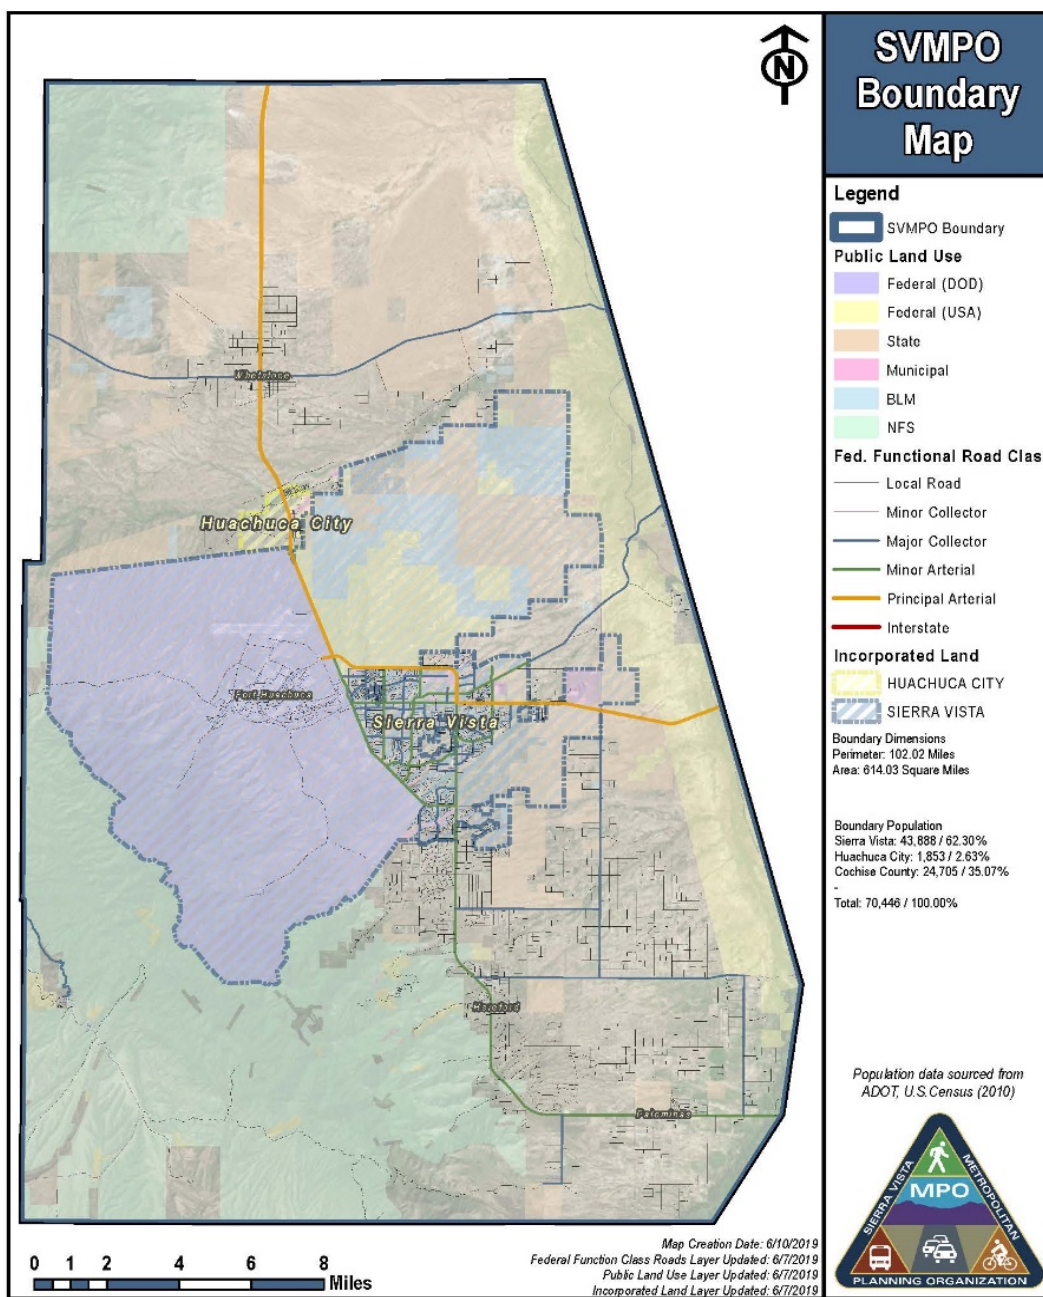 SVMPO
Boundary
Map
N
Legend
SVMPO Boundary
Public Land Use
Federal (DOD)
Federal (USA)
State
Municipal
BLM
NFS
Fed. Functional Road Class
Local Road
Minor Collector
Major Collector
Minor Arterial
Principal Arterial
Interstate
Incorporated Land
HUACHUCA CITY
SIERRA VISTA
Boundary Dimensions
Perimeter: 102.02 Miles
Area: 614.03 Square Miles
Boundary Population
Sierra Vista: 43,888 / 62.30%
Huachuca City: 1,853 / 2.63%
Cochise County: 24,705 / 35.07%
-
Total: 70,446 / 100.00%
Population data sourced from
ADOT, U.S.Census (2010)
SIERRA VISTA
METROPOLITAN
MPO
PLANNING ORGANIZATION
Whetstone
Huachuca City
Fort Huachuca
Sierra Vista
Hereford
Palominas
0 1 2 4 6 8
Miles
Map Creation Date: 6/10/2019
Federal Function Class Roads Layer Updated: 6/7/2019
Public Land Use Layer Updated: 6/7/2019
Incorporated Land Layer Updated: 6/7/2019